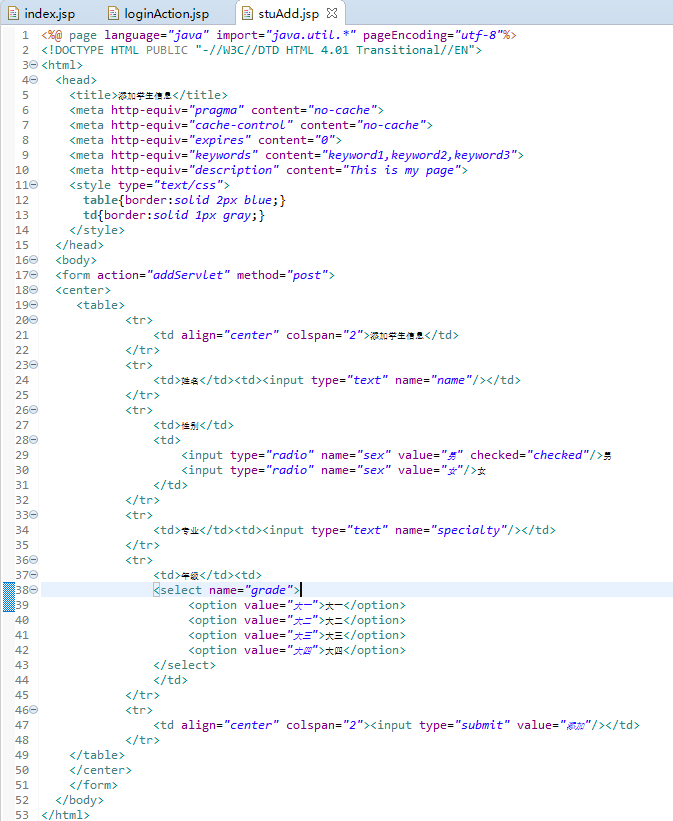 index.jsp loginAction.jsp stuAdd.jsp
1 <%@ page language="java" import="java.util.*" pageEncoding="utf-8"%>
2 <!DOCTYPE HTML PUBLIC "-//W3C//DTD HTML 4.01 Transitional//EN">
3 <html>
4 <head>
5 <title>添加学生信息</title>
6 <meta http-equiv="pragma" content="no-cache">
7 <meta http-equiv="cache-control" content="no-cache">
8 <meta http-equiv="expires" content="0">
9 <meta http-equiv="keywords" content="keyword1,keyword2,keyword3">
10 <meta http-equiv="description" content="This is my page">
11 <style type="text/css">
12 table{border:solid 2px blue;}
13 td{border:solid 1px gray;}
14 </style>
15 </head>
16 <body>
17 <form action="addServlet" method="post">
18 <center>
19 <table>
20 <tr>
21 <td align="center" colspan="2">添加学生信息</td>
22 </tr>
23 <tr>
24 <td>姓名</td><td><input type="text" name="name"/></td>
25 </tr>
26 <tr>
27 <td>性别</td>
28 <td>
29 <input type="radio" name="sex" value="男" checked="checked"/>男
30 <input type="radio" name="sex" value="女"/>女
31 </td>
32 </tr>
33 <tr>
34 <td>专业</td><td><input type="text" name="specialty"/></td>
35 </tr>
36 <tr>
37 <td>年级</td><td>
38 <select name="grade">
39 <option value="大一">大一</option>
40 <option value="大二">大二</option>
41 <option value="大三">大三</option>
42 <option value="大四">大四</option>
43 </select>
44 </td>
45 </tr>
46 <tr>
47 <td align="center" colspan="2"><input type="submit" value="添加"/></td>
48 </tr>
49 </table>
50 </center>
51 </form>
52 </body>
53 </html>